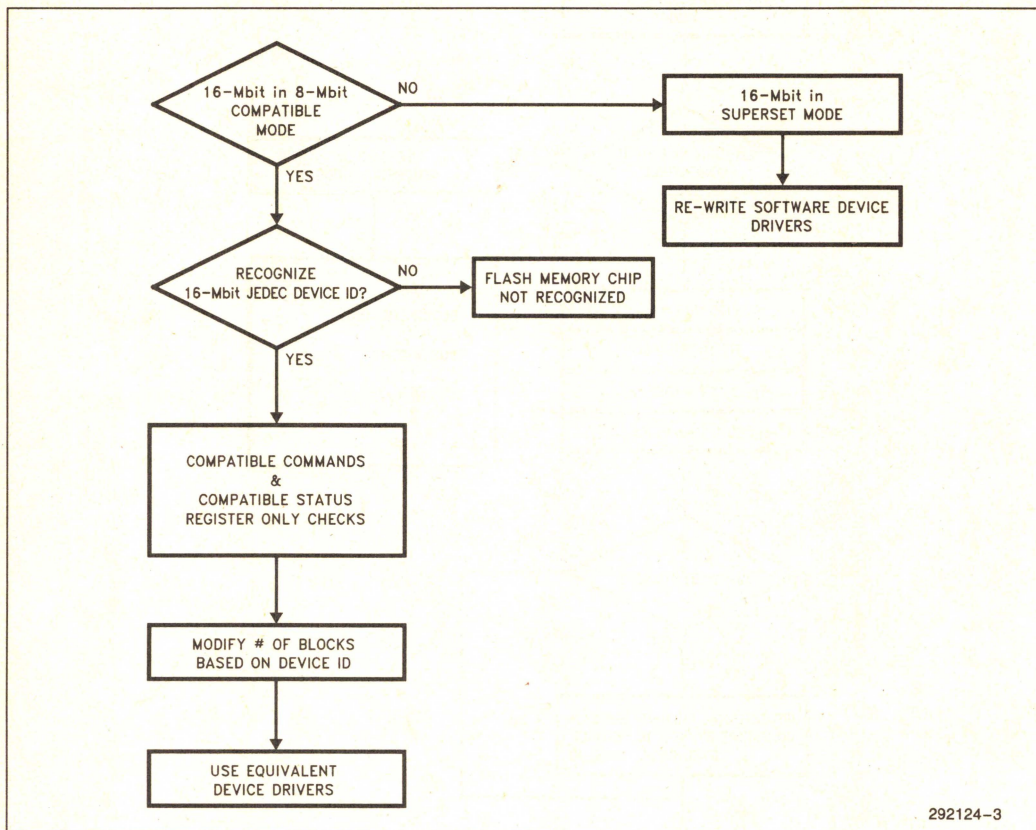 16-Mbit in 8-Mbit
COMPATIBLE
MODE
NO
16-Mbit in
SUPERSET MODE
YES
RE-WRITE SOFTWARE DEVICE
DRIVERS
RECOGNIZE
16-Mbit JEDEC DEVICE ID?
NO
FLASH MEMORY CHIP
NOT RECOGNIZED
YES
COMPATIBLE COMMANDS
&
COMPATIBLE STATUS
REGISTER ONLY CHECKS
MODIFY # OF BLOCKS
BASED ON DEVICE ID
USE EQUIVALENT
DEVICE DRIVERS
292124-3